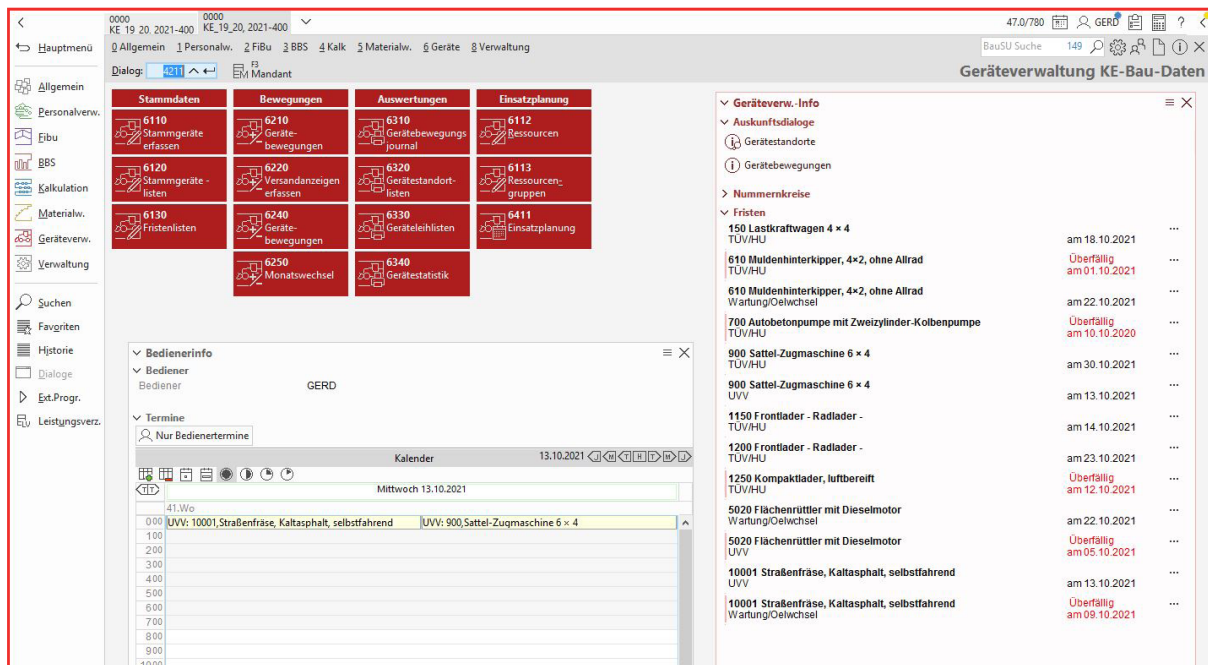 0000
KE_19_20, 2021-400
0000
KE_19_20, 2021-400
47.0/780
GERD
?
Hauptmenü
0 Allgemein 1 Personalw. 2 FiBu 3 BBS 4 Kalk 5 Materialw. 6 Geräte 8 Verwaltung
BauSU Suche 149
Dialog: 4211
F3
Mandant
Geräteverwaltung KE-Bau-Daten
Allgemein
Personalverw.
Fibu
BBS
Kalkulation
Materialw.
Geräteverw.
Verwaltung
Suchen
Favoriten
Historie
Dialoge
Ext.Progr.
Leistungsverz.
Stammdaten
6110
Stammgeräte
erfassen
6120
Stammgeräte -
listen
6130
Fristenlisten
Bewegungen
6210
Geräte-
bewegungen
6220
Versandanzeigen
erfassen
6240
Geräte-
bewegungen
6250
Monatswechsel
Auswertungen
6310
Gerätebewegungs
journal
6320
Gerätestandort-
listen
6330
Geräteleihlisten
6340
Gerätestatistik
Einsatzplanung
6112
Ressourcen
6113
Ressourcen-
gruppen
6411
Einsatzplanung
Bedienerinfo
Bediener
Bediener GERD
Termine
Nur Bedienertermine
Kalender 13.10.2021 J M T H T M J
T T
Mittwoch 13.10.2021
41.Wo
000 UVV: 10001,Straßenfräse, Kaltasphalt, selbstfahrend UVV: 900,Sattel-Zugmaschine 6 × 4
100
200
300
400
500
600
700
800
900
1000
Geräteverw.-Info
Auskunftsdialoge
Gerätestandorte
Gerätebewegungen
Nummernkreise
Fristen
150 Lastkraftwagen 4 × 4
TÜV/HU am 18.10.2021
610 Muldenhinterkipper, 4×2, ohne Allrad Überfällig
TÜV/HU am 01.10.2021
610 Muldenhinterkipper, 4×2, ohne Allrad
Wartung/Oelwchsel am 22.10.2021
700 Autobetonpumpe mit Zweizylinder-Kolbenpumpe Überfällig
TÜV/HU am 10.10.2020
900 Sattel-Zugmaschine 6 × 4
TÜV/HU am 30.10.2021
900 Sattel-Zugmaschine 6 × 4
UVV am 13.10.2021
1150 Frontlader - Radlader -
TÜV/HU am 14.10.2021
1200 Frontlader - Radlader -
TÜV/HU am 23.10.2021
1250 Kompaktlader, luftbereift Überfällig
TÜV/HU am 12.10.2021
5020 Flächenrüttler mit Dieselmotor
Wartung/Oelwchsel am 22.10.2021
5020 Flächenrüttler mit Dieselmotor Überfällig
UVV am 05.10.2021
10001 Straßenfräse, Kaltasphalt, selbstfahrend
UVV am 13.10.2021
10001 Straßenfräse, Kaltasphalt, selbstfahrend Überfällig
Wartung/Oelwchsel am 09.10.2021